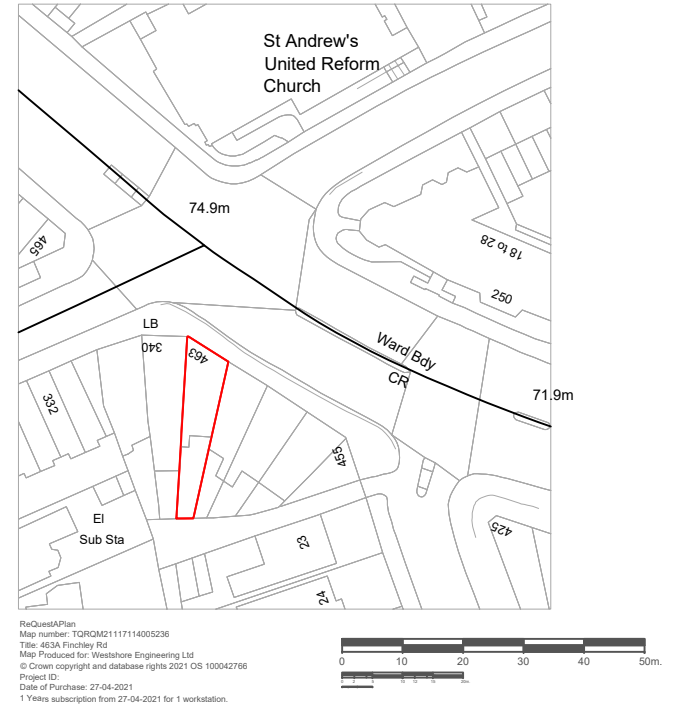 St Andrew's
United Reform
Church
74.9m
465
18 to 28
250
LB
340
463
Ward Bdy
CR
71.9m
332
455
El
Sub Sta
425
23
24
ReQuestAPlan
Map number: TQRQM21117114005236
Title: 463A Finchley Rd
Map Produced for: Westshore Engineering Ltd
© Crown copyright and database rights 2021 OS 100042766
Project ID:
Date of Purchase: 27-04-2021
1 Years subscription from 27-04-2021 for 1 workstation.
0 10 20 30 40 50m.